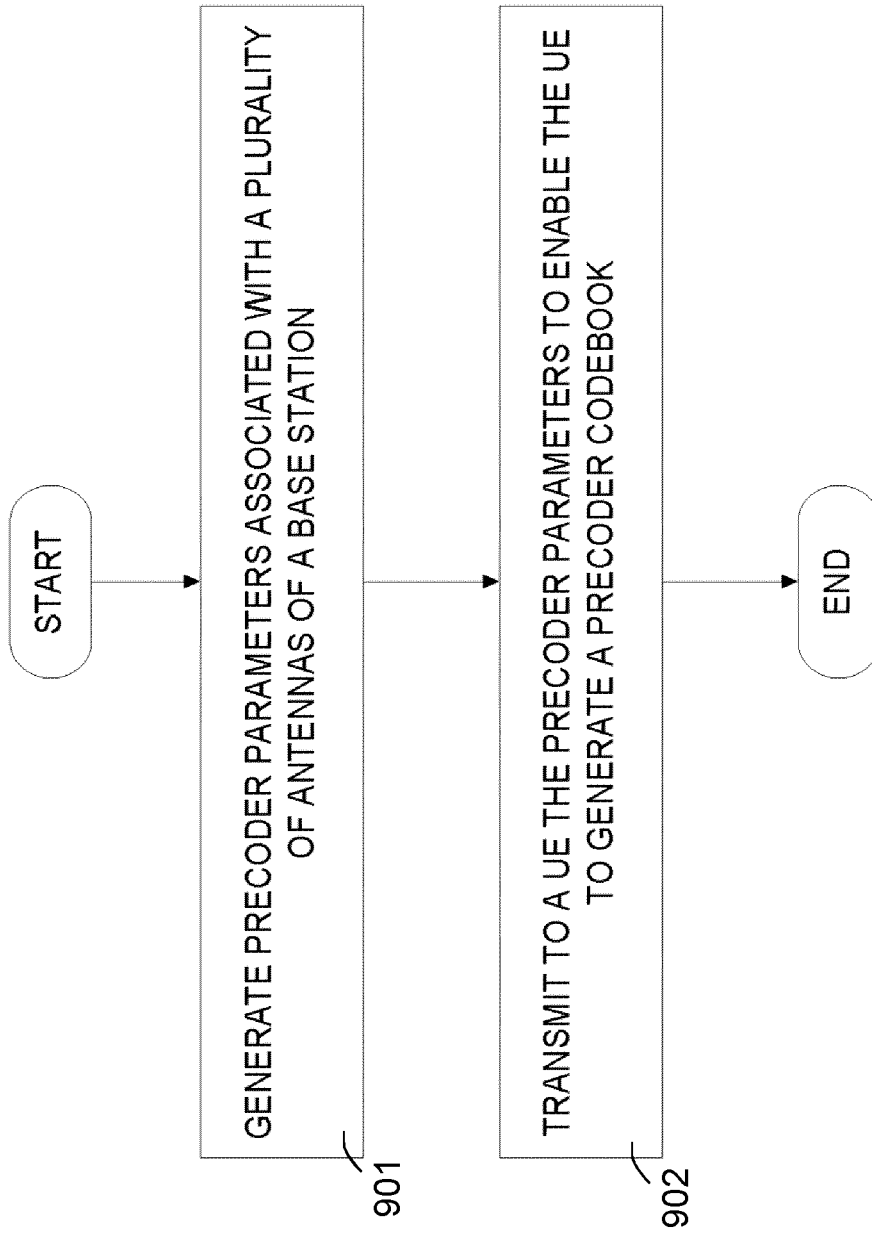 START
GENERATE PRECODER PARAMETERS ASSOCIATED WITH A PLURALITY
OF ANTENNAS OF A BASE STATION
901
TRANSMIT TO A UE THE PRECODER PARAMETERS TO ENABLE THE UE
TO GENERATE A PRECODER CODEBOOK
902
END